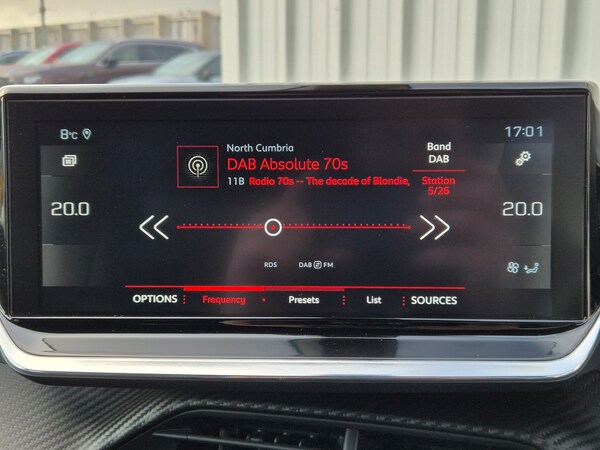 8°C
17:01
North Cumbria
DAB Absolute 70s
11B Radio 70s -- The decade of Blondie,
Band
DAB
Station
5/26
20.0
20.0
RDS
DAB FM
OPTIONS
Frequency
Presets
List
SOURCES